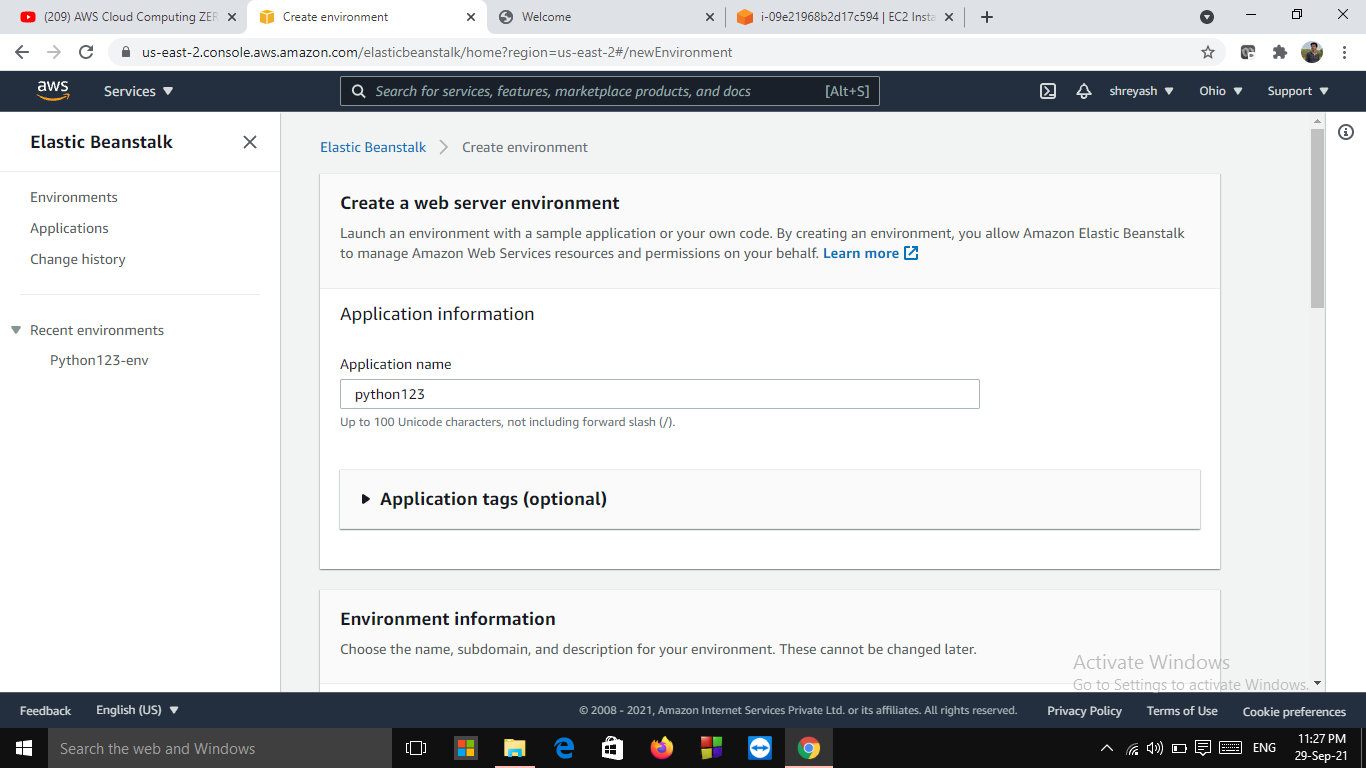 (209) AWS Cloud Computing ZER
Create environment
Welcome
i-09e21968b2d17c594 | EC2 Insta
us-east-2.console.aws.amazon.com/elasticbeanstalk/home?region=us-east-2#/newEnvironment
aws
Services
Search for services, features, marketplace products, and docs
[Alt+S]
shreyash
Ohio
Support
Elastic Beanstalk
Environments
Applications
Change history
Recent environments
Python123-env
Elastic Beanstalk
Create environment
Create a web server environment
Launch an environment with a sample application or your own code. By creating an environment, you allow Amazon Elastic Beanstalk
to manage Amazon Web Services resources and permissions on your behalf. Learn more
Application information
Application name
python123
Up to 100 Unicode characters, not including forward slash (/).
Application tags (optional)
Environment information
Choose the name, subdomain, and description for your environment. These cannot be changed later.
Activate Windows
Go to Settings to activate Windows.
Feedback
English (US)
© 2008 - 2021, Amazon Internet Services Private Ltd. or its affiliates. All rights reserved.
Privacy Policy
Terms of Use
Cookie preferences
Search the web and Windows
ENG
11:27 PM
29-Sep-21